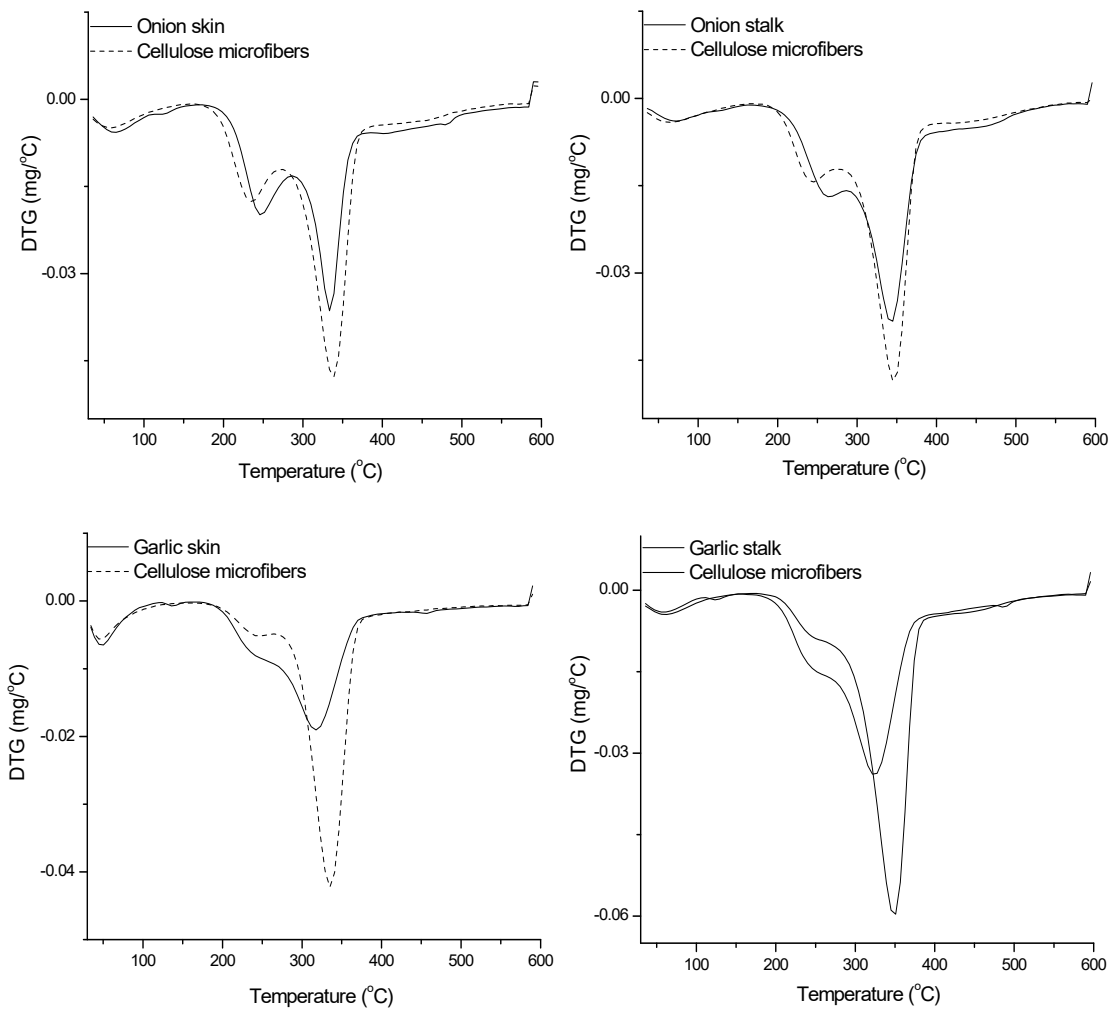 Onion skin
Cellulose microfibers
0.00
-0.03
DTG (mg/°C)
100 200 300 400 500 600
Temperature (°C)
Onion stalk
Cellulose microfibers
0.00
-0.03
DTG (mg/°C)
100 200 300 400 500 600
Temperature (°C)
Garlic skin
Cellulose microfibers
0.00
-0.02
-0.04
DTG (mg/°C)
100 200 300 400 500 600
Temperature (°C)
Garlic stalk
Cellulose microfibers
0.00
-0.03
-0.06
DTG (mg/°C)
100 200 300 400 500 600
Temperature (°C)